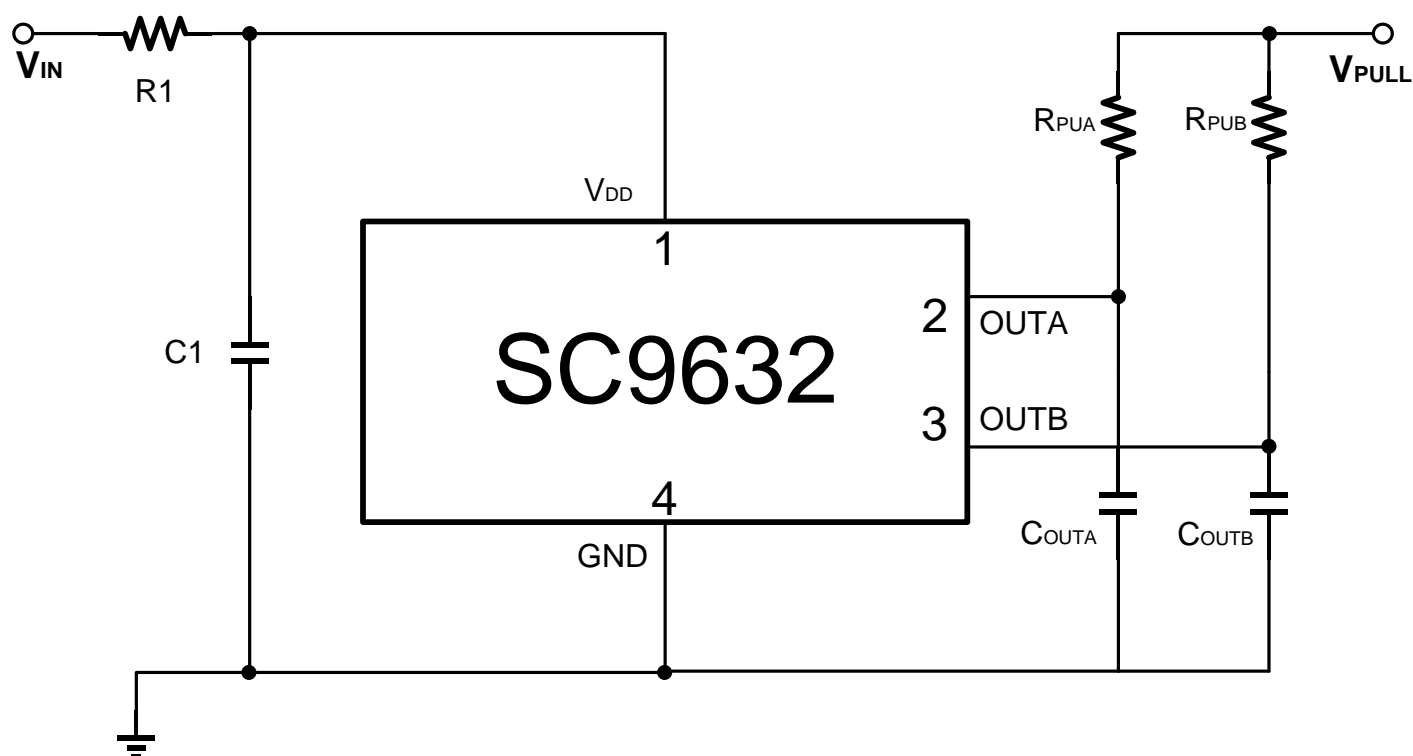 VIN
R1
VPULL
RPUA
RPUB
VDD
1
2
OUTA
C1
SC9632
3
OUTB
4
GND
COUTA
COUTB